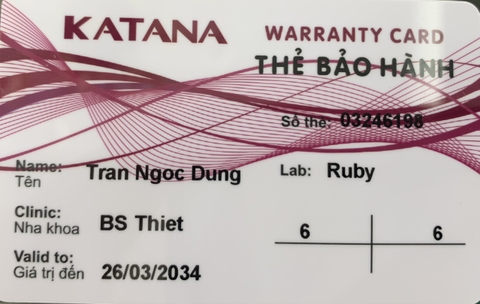 KATANA
WARRANTY CARD
THẺ BẢO HÀNH
Số thẻ: 03246198
Name: Tran Ngoc Dung
Tên
Lab: Ruby
Clinic: BS Thiet
Nha khoa
6 6
Valid to: 26/03/2034
Giá trị đến